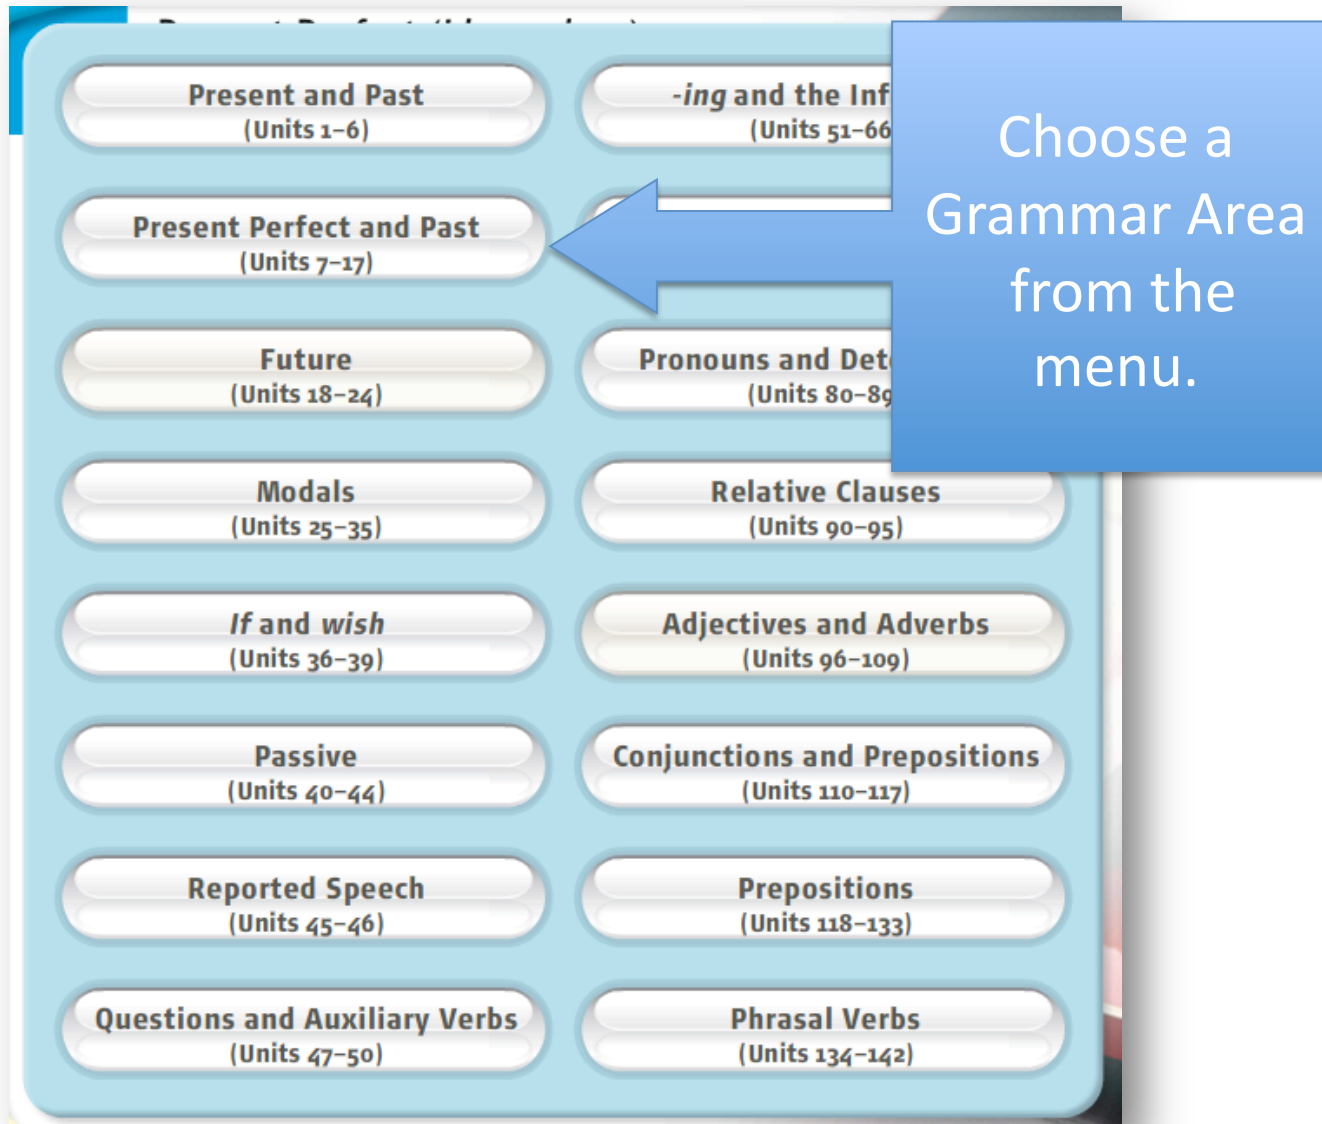 Present and Past
(Units 1–6)
-ing and the
(Units 51–66
Present Perfect and Past
(Units 7–17)
Future
(Units 18–24)
Pronouns and
(Units 80–89
Modals
(Units 25–35)
Relative Clauses
(Units 90–95)
If and wish
(Units 36–39)
Adjectives and Adverbs
(Units 96–109)
Passive
(Units 40–44)
Conjunctions and Prepositions
(Units 110–117)
Reported Speech
(Units 45–46)
Prepositions
(Units 118–133)
Questions and Auxiliary Verbs
(Units 47–50)
Phrasal Verbs
(Units 134–142)
Choose a
Grammar Area
from the
menu.